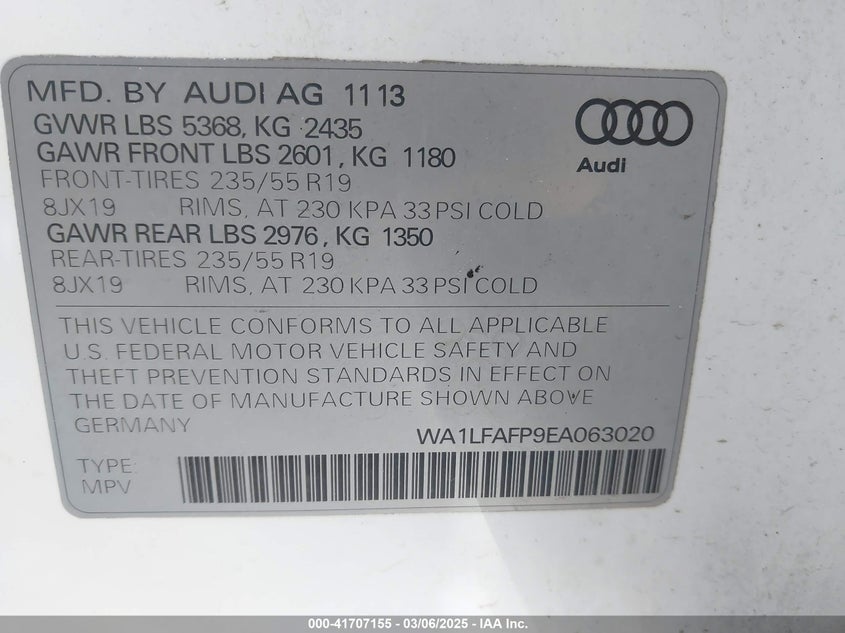 MFD. BY AUDI AG 11 13
GVWR LBS 5368, KG 2435
GAWR FRONT LBS 2601, KG 1180
FRONT-TIRES 235/55 R19
8JX19 RIMS, AT 230 KPA 33 PSI COLD
GAWR REAR LBS 2976, KG 1350
REAR-TIRES 235/55 R19
8JX19 RIMS, AT 230 KPA 33 PSI COLD
Audi
THIS VEHICLE CONFORMS TO ALL APPLICABLE
U.S. FEDERAL MOTOR VEHICLE SAFETY AND
THEFT PREVENTION STANDARDS IN EFFECT ON
THE DATE OF MANUFACTURE SHOWN ABOVE
GERMANY
WA1LFAFP9EA063020
TYPE:
MPV
000-41707155 — 03/06/2025 — IAA Inc.